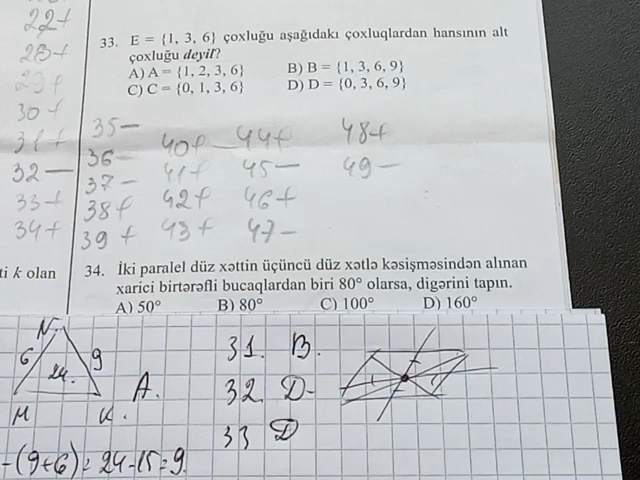 22+
23+
29+
30+
31+
32—
33+
34+
33. E = {1, 3, 6} çoxluğu aşağıdakı çoxluqlardan hansının alt
çoxluğu deyil?
A) A = {1, 2, 3, 6} B) B = {1, 3, 6, 9}
C) C = {0, 1, 3, 6} D) D = {0, 3, 6, 9}
35— 40+ 44+ 48+
36— 41+ 45— 49—
37— 42+ 46+
38+ 43+ 47—
39+
ti k olan
34. İki paralel düz xəttin üçüncü düz xətlə kəsişməsindən alınan
xarici birtərəfli bucaqlardan biri 80° olarsa, digərini tapın.
A) 50° B) 80° C) 100° D) 160°
N
6 9
24.
M K.
A.
-(9+6) = 24-15=9.
31. B.
32. D-
33 D